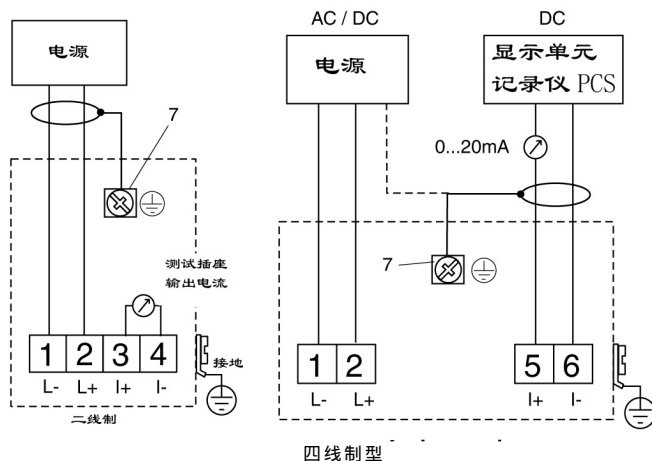 电源
7
测试插座
输出电流
1 2 3 4
L- L+ I+ I-
接地
二线制
AC / DC
电源
DC
显示单元
记录仪 PCS
0...20mA
7
1 2
L- L+
5 6
I+ I-
四线制型